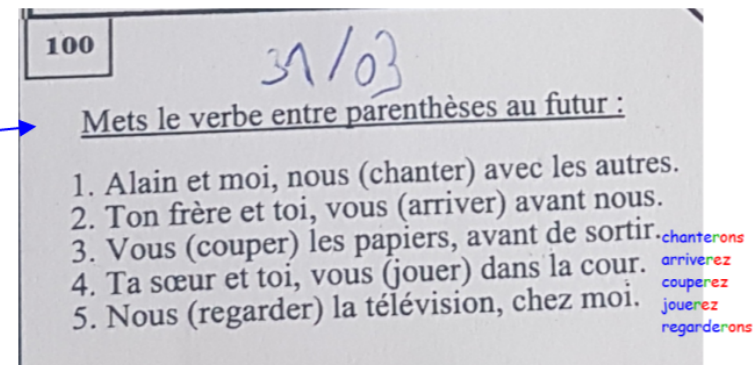 100
31/03
Mets le verbe entre parenthèses au futur :
1. Alain et moi, nous (chanter) avec les autres.
2. Ton frère et toi, vous (arriver) avant nous.
3. Vous (couper) les papiers, avant de sortir.
4. Ta sœur et toi, vous (jouer) dans la cour.
5. Nous (regarder) la télévision, chez moi.
chanterons
arriverez
couperez
jouerez
regarderons